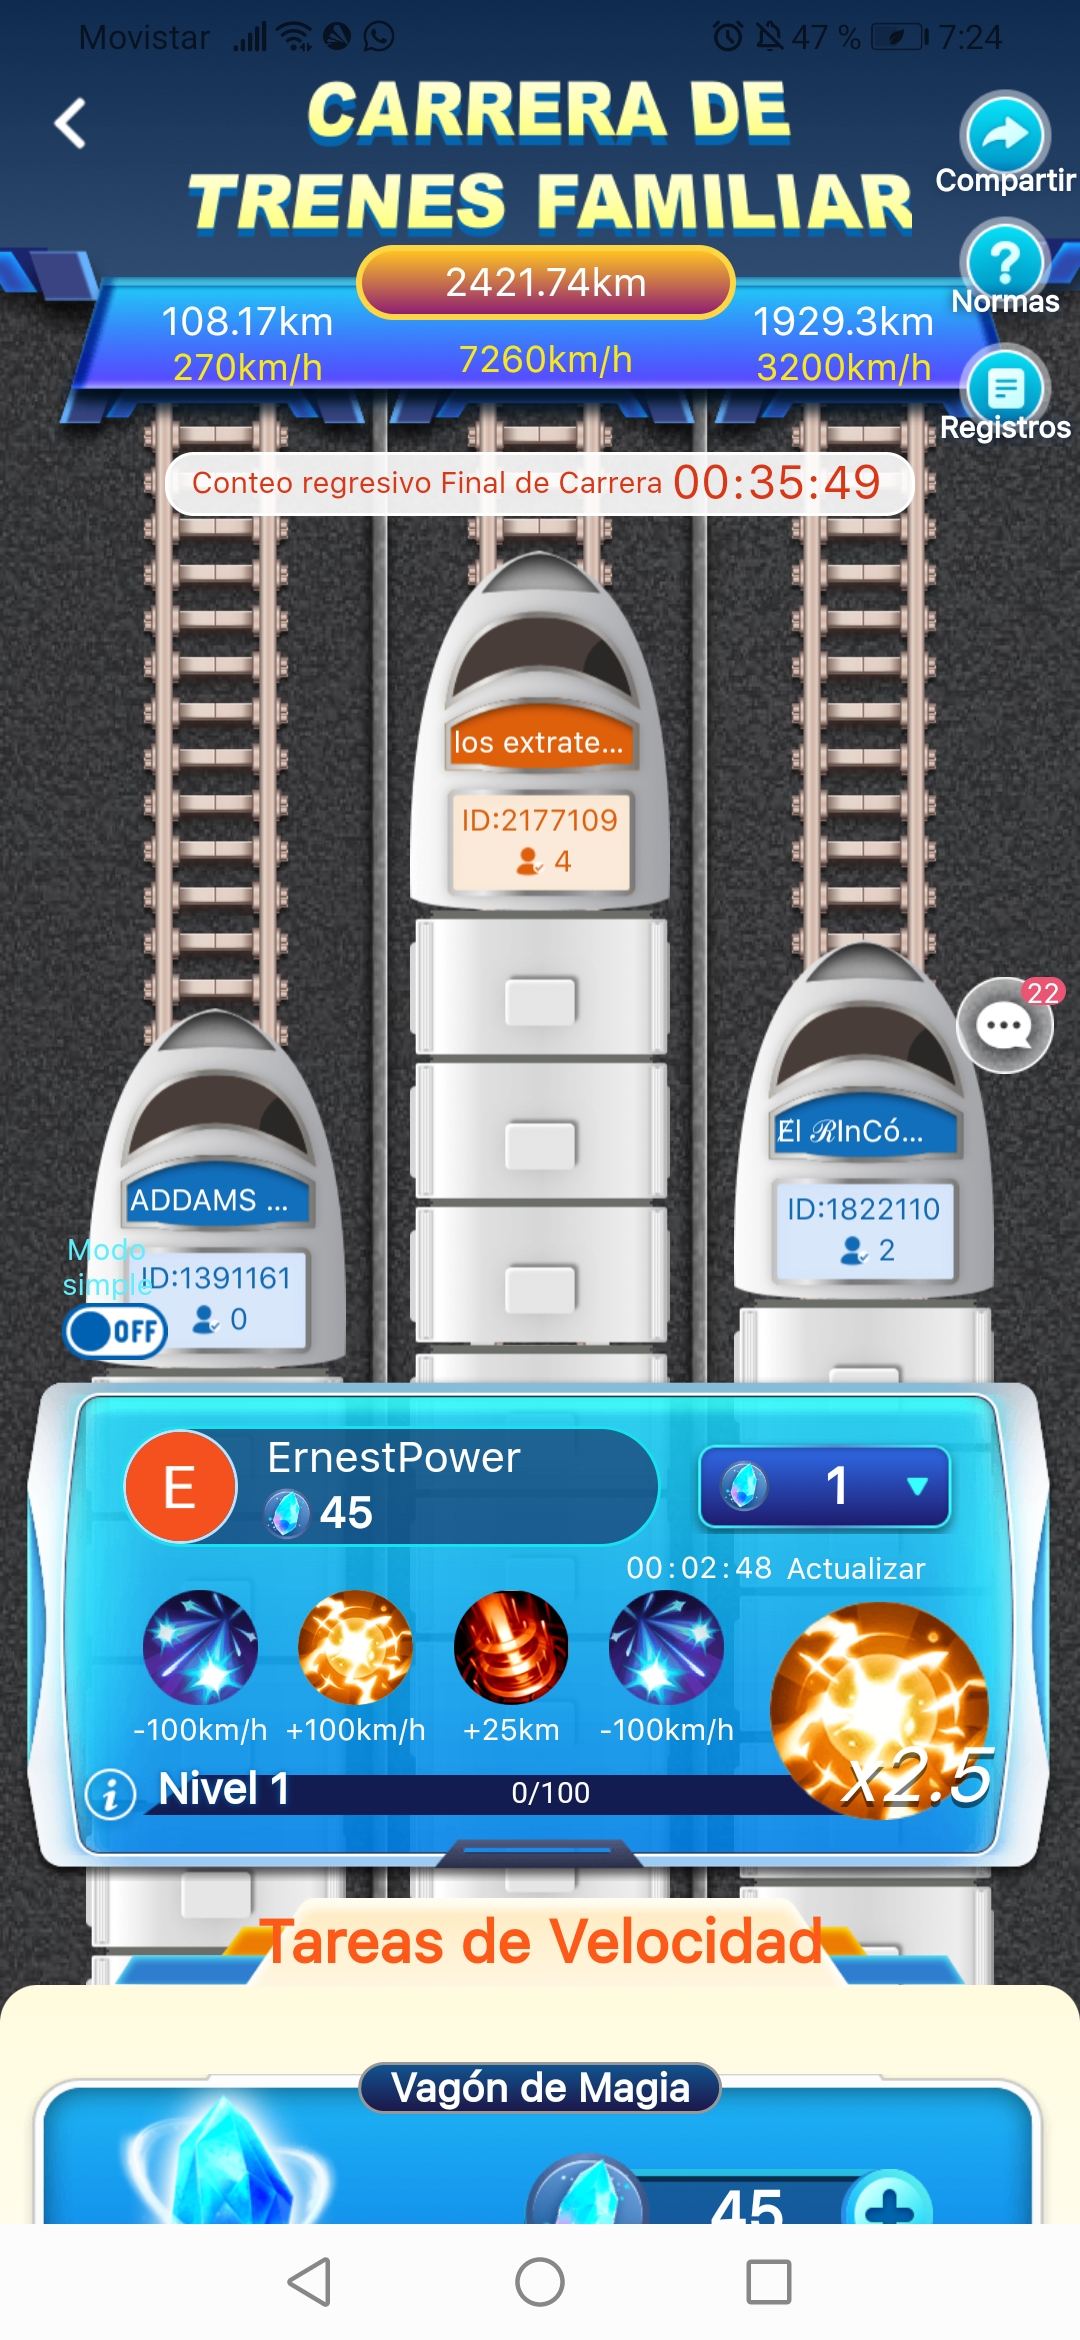 Movistar 47 % 7:24
CARRERA DE
TRENES FAMILIAR
Compartir
Normas
Registros
2421.74km
108.17km
1929.3km
270km/h
7260km/h
3200km/h
Conteo regresivo Final de Carrera 00:35:49
los extrate...
ID:2177109
4
22
El ℛInCó...
ID:1822110
2
ADDAMS ...
ID:1391161
0
Modo
simple
OFF
E
ErnestPower
45
1
00:02:48 Actualizar
-100km/h +100km/h +25km -100km/h
x2.5
i
Nivel 1
0/100
Tareas de Velocidad
Vagón de Magia
45